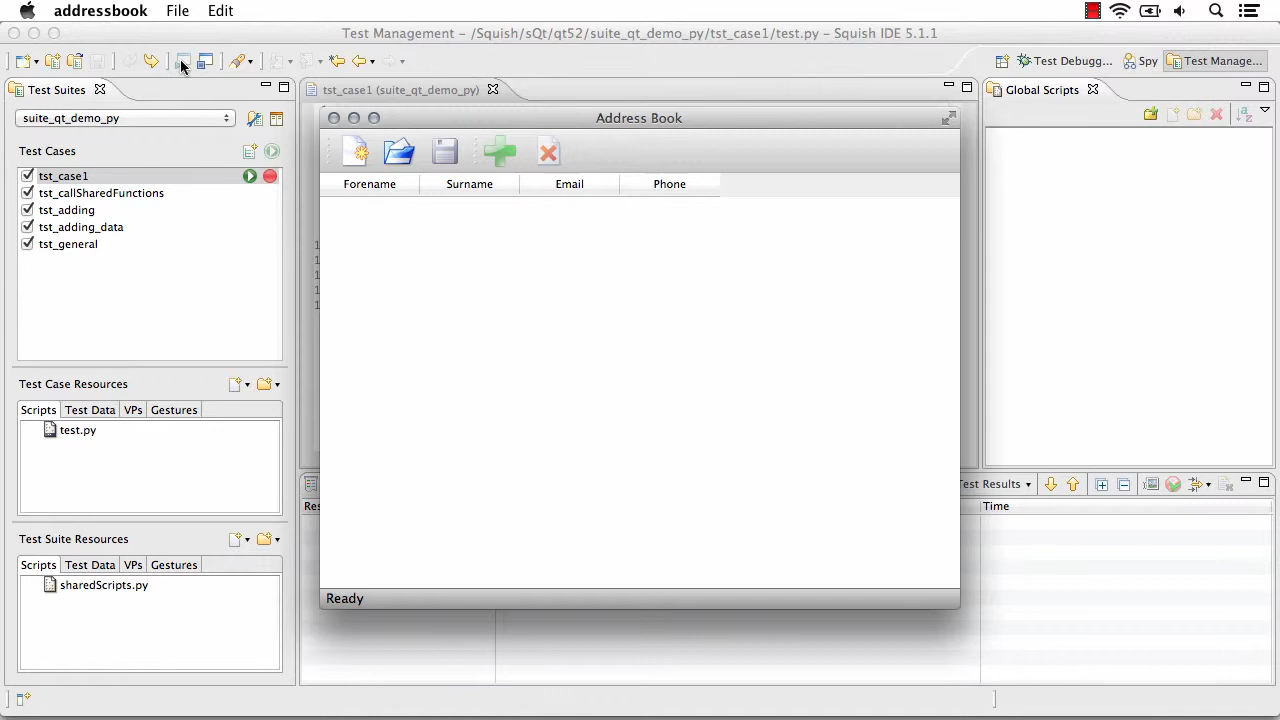 addressbook File Edit
Test Management - /Squish/sQt/qt52/suite_qt_demo_py/tst_case1/test.py - Squish IDE 5.1.1
Test Debugg... Spy Test Manage...
Test Suites
tst_case1 (suite_qt_demo_py)
Global Scripts
suite_qt_demo_py
Address Book
Test Cases
Forename Surname Email Phone
tst_case1
tst_callSharedFunctions
tst_adding
tst_adding_data
tst_general
Test Case Resources
Scripts Test Data VPs Gestures
test.py
Test Results
Time
Test Suite Resources
Scripts Test Data VPs Gestures
sharedScripts.py
Ready